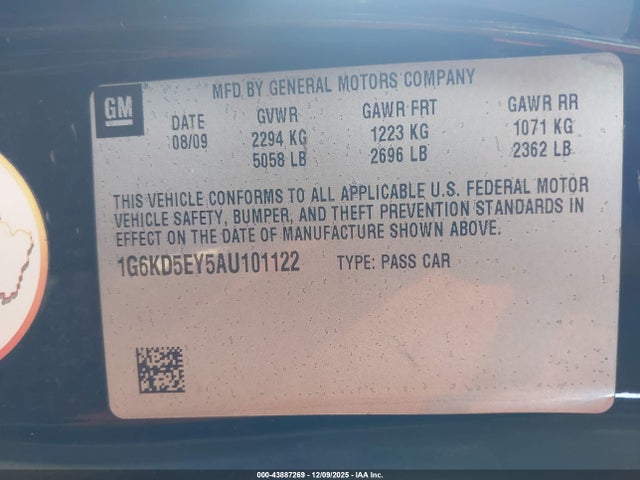 MFD BY GENERAL MOTORS COMPANY
GM
DATE GVWR GAWR FRT GAWR RR
08/09 2294 KG 1223 KG 1071 KG
5058 LB 2696 LB 2362 LB
THIS VEHICLE CONFORMS TO ALL APPLICABLE U.S. FEDERAL MOTOR
VEHICLE SAFETY, BUMPER, AND THEFT PREVENTION STANDARDS IN
EFFECT ON THE DATE OF MANUFACTURE SHOWN ABOVE.
1G6KD5EY5AU101122 TYPE: PASS CAR
000-43887269 • 12/09/2025 • IAA Inc.